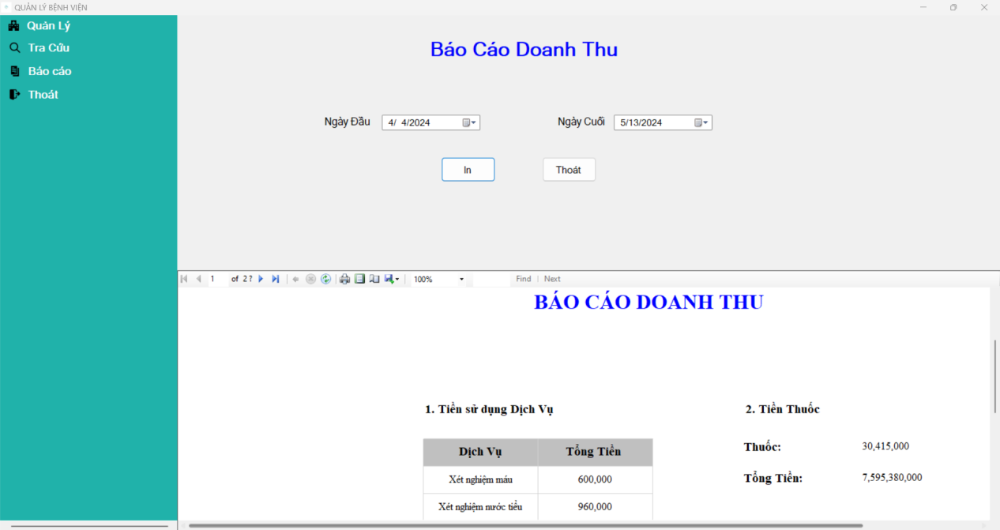 QUẢN LÝ BỆNH VIỆN
Quản Lý
Tra Cứu
Báo cáo
Thoát
Báo Cáo Doanh Thu
Ngày Đầu 4/ 4/2024 Ngày Cuối 5/13/2024
In Thoát
1 of 2 ? 100% Find | Next
BÁO CÁO DOANH THU
1. Tiền sử dụng Dịch Vụ 2. Tiền Thuốc
Dịch Vụ Tổng Tiền
Thuốc: 30,415,000
Xét nghiệm máu 600,000
Tổng Tiền: 7,595,380,000
Xét nghiệm nước tiểu 960,000